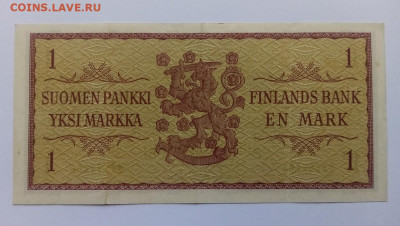 COINS.LAVE.RU
1 1
SUOMEN PANKKI FINLANDS BANK
YKSI MARKKA EN MARK
1 1